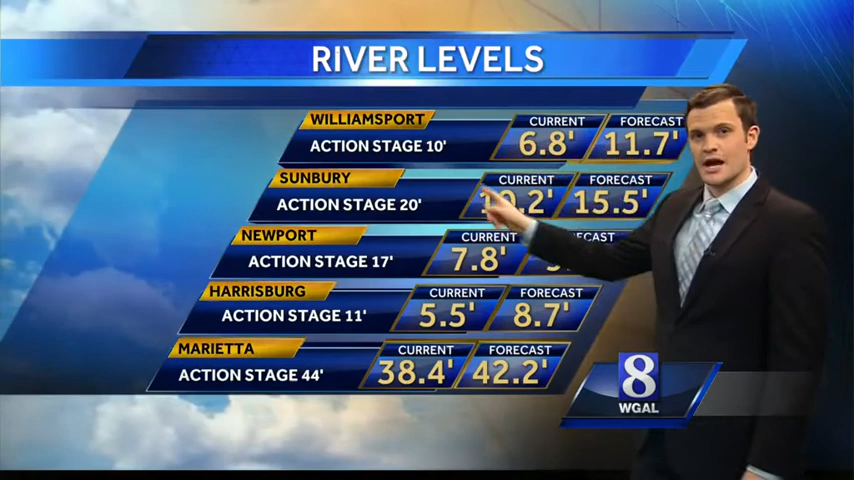 RIVER LEVELS
WILLIAMSPORT
ACTION STAGE 10'
CURRENT
6.8'
FORECAST
11.7'
SUNBURY
ACTION STAGE 20'
CURRENT
FORECAST
15.5'
NEWPORT
ACTION STAGE 17'
CURRENT
7.8'
HARRISBURG
ACTION STAGE 11'
CURRENT
5.5'
FORECAST
8.7'
MARIETTA
ACTION STAGE 44'
CURRENT
38.4'
FORECAST
42.2'
8
WGAL